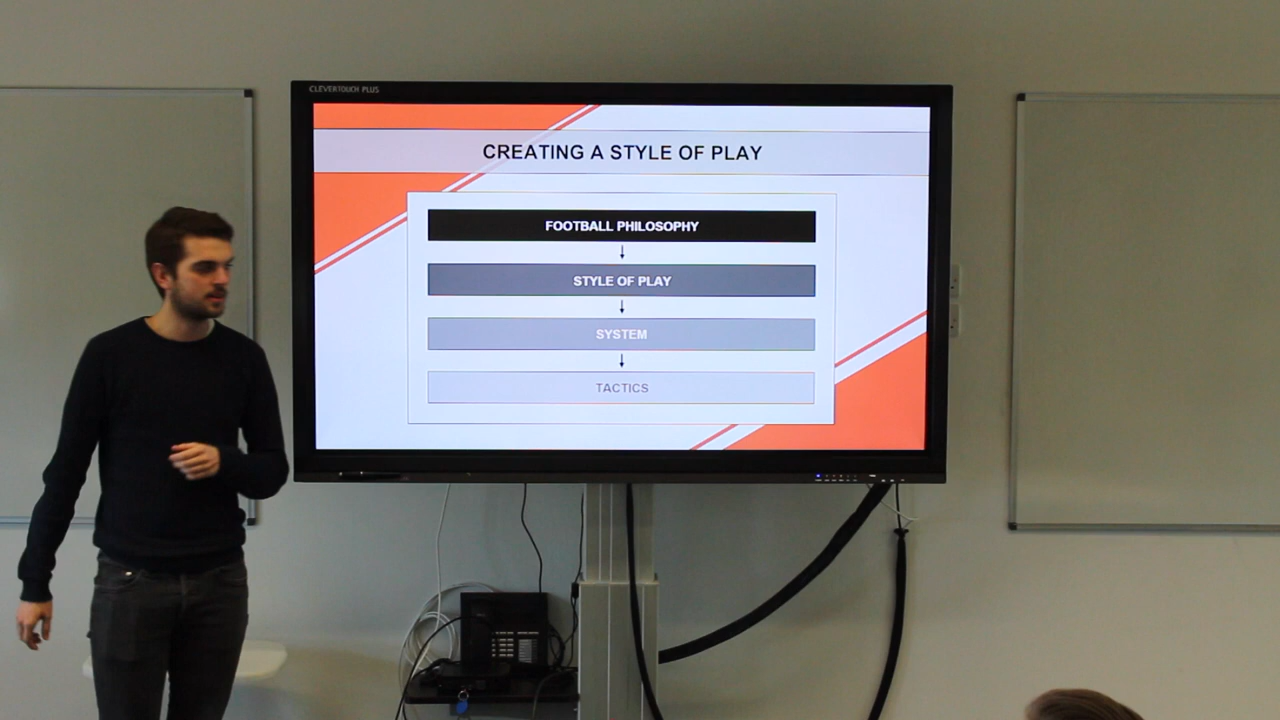 CLEVERTOUCH PLUS
CREATING A STYLE OF PLAY
FOOTBALL PHILOSOPHY
STYLE OF PLAY
SYSTEM
TACTICS